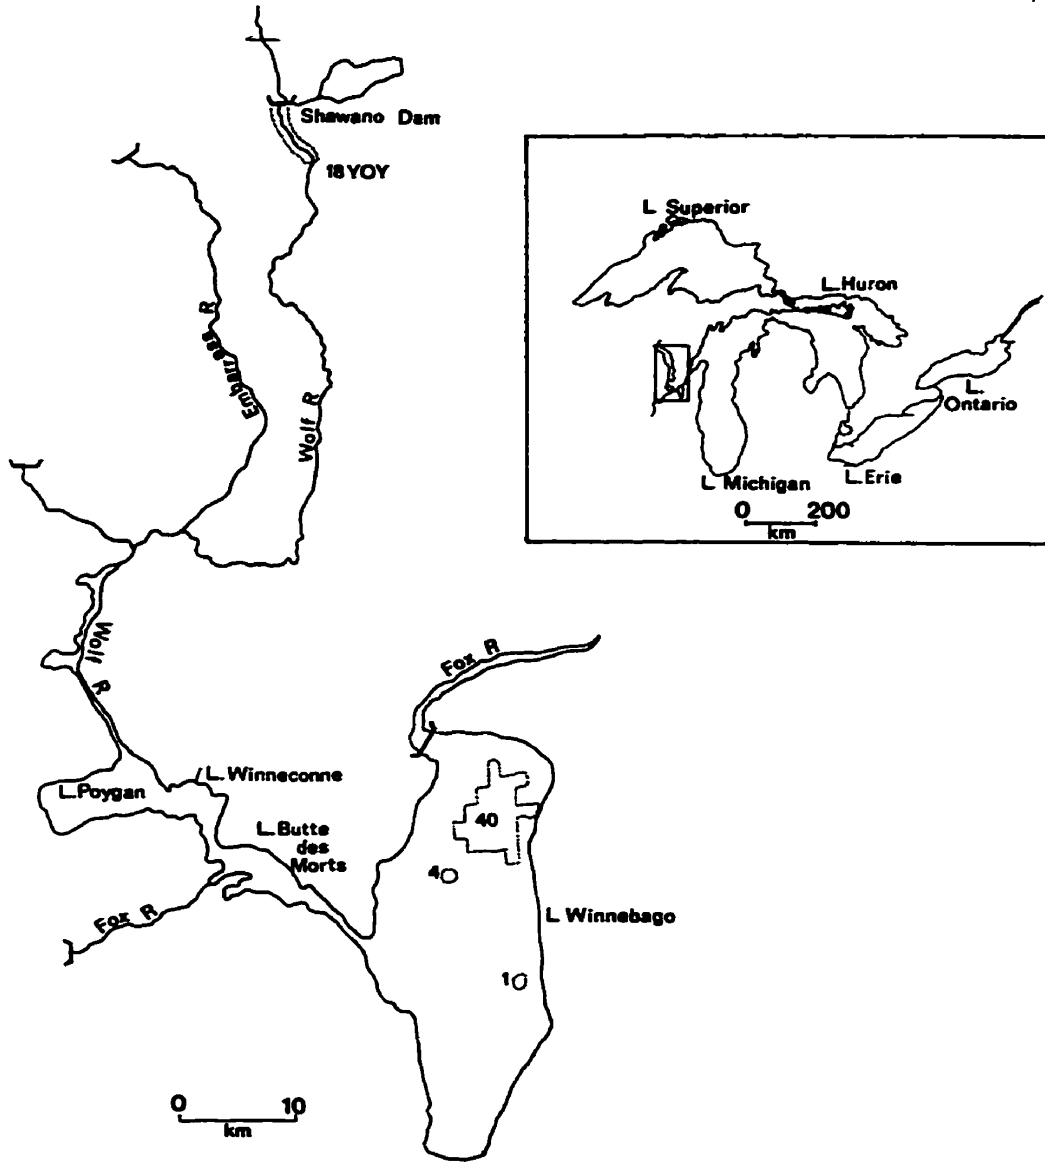 Shawano Dam
18 YOY
Embarrass R
Wolf R
Wolf R
Fox R
L. Poygan
L. Winneconne
L. Butte
des
Morts
Fox R
40
4
1
L. Winnebago
0 10
km
L. Superior
L. Huron
L.
Ontario
L. Erie
L. Michigan
0 200
km